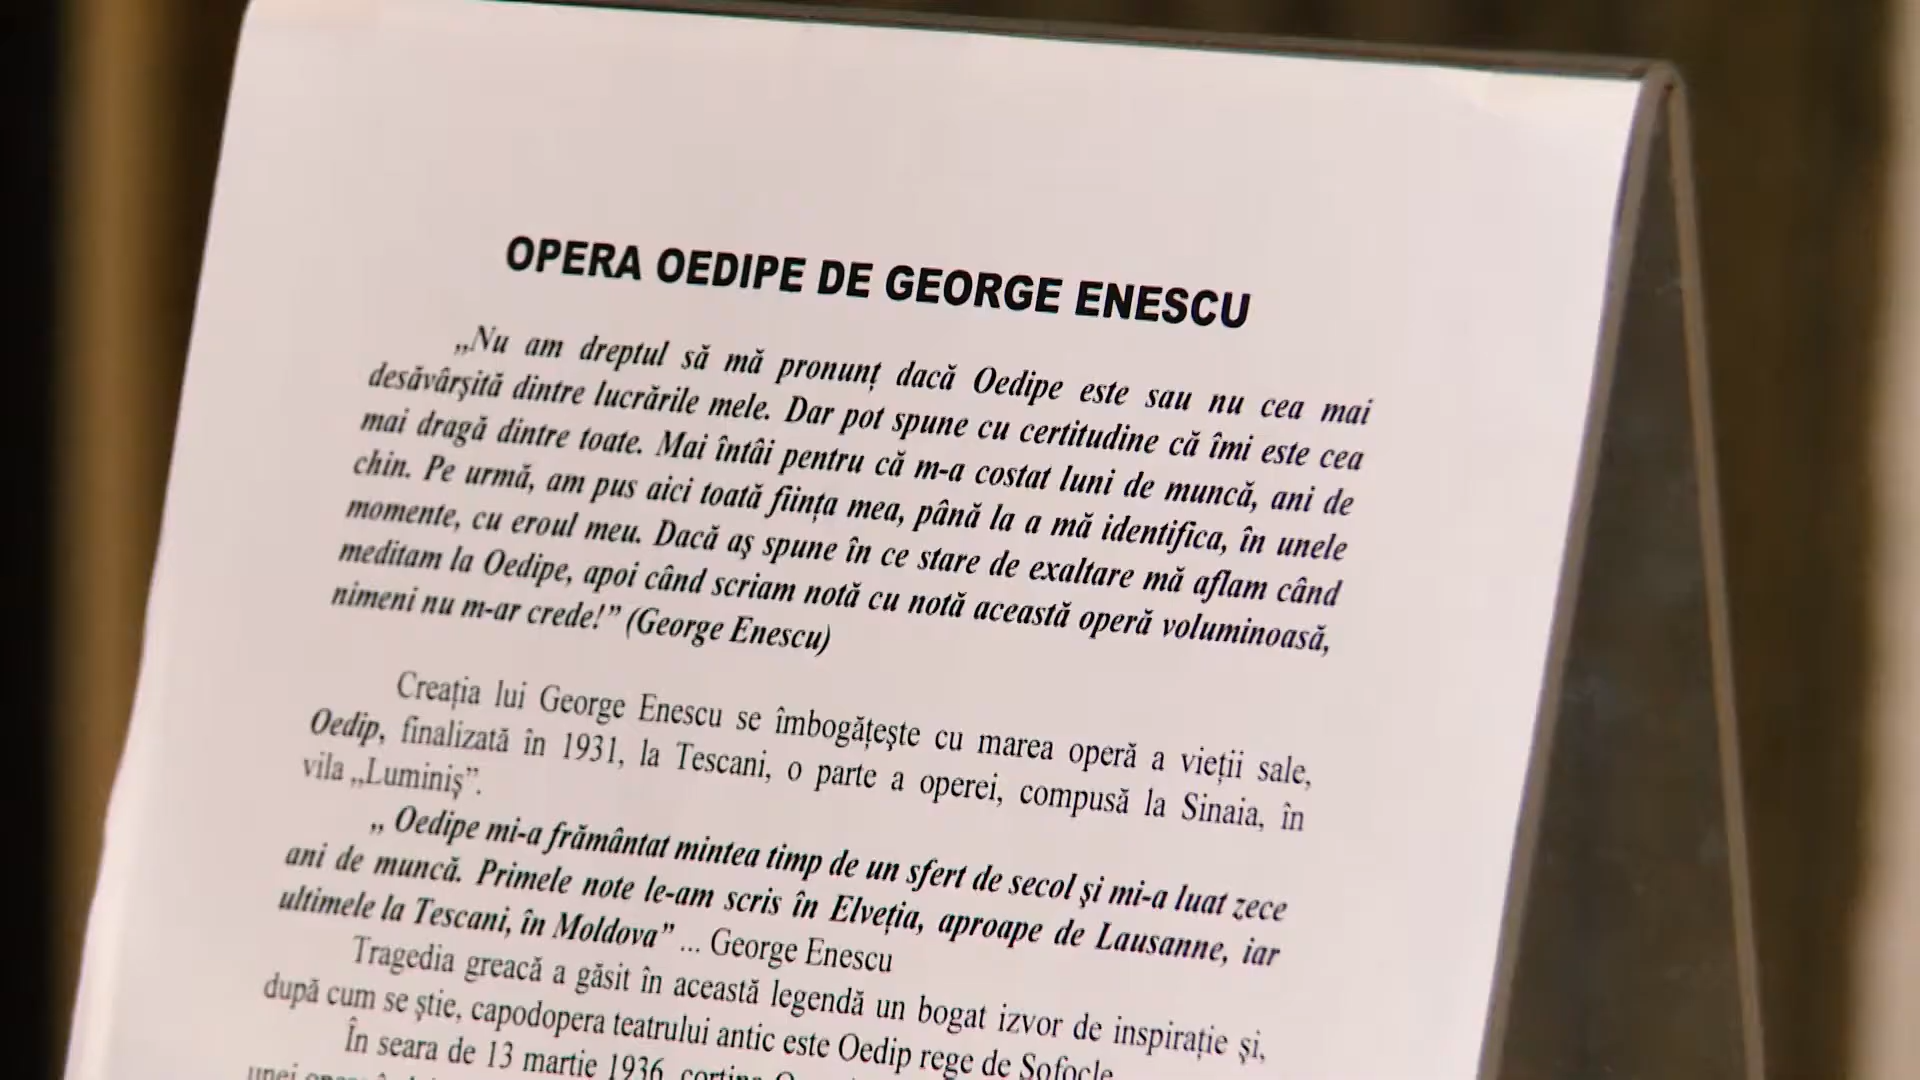 OPERA OEDIPE DE GEORGE ENESCU
„Nu am dreptul să mă pronunţ dacă Oedipe este sau nu cea mai
desăvârşită dintre lucrările mele. Dar pot spune cu certitudine că îmi este cea
mai dragă dintre toate. Mai întâi pentru că m-a costat luni de muncă, ani de
chin. Pe urmă, am pus aici toată fiinţa mea, până la a mă identifica, în unele
momente, cu eroul meu. Dacă aş spune în ce stare de exaltare mă aflam când
meditam la Oedipe, apoi când scriam notă cu notă această operă voluminoasă,
nimeni nu m-ar crede!” (George Enescu)
Creaţia lui George Enescu se îmbogăţeşte cu marea operă a vieţii sale,
Oedip, finalizată în 1931, la Tescani, o parte a operei, compusă la Sinaia, în
vila „Luminiş”.
„ Oedipe mi-a frământat mintea timp de un sfert de secol şi mi-a luat zece
ani de muncă. Primele note le-am scris în Elveţia, aproape de Lausanne, iar
ultimele la Tescani, în Moldova” ... George Enescu
Tragedia greacă a găsit în această legendă un bogat izvor de inspiraţie şi,
după cum se ştie, capodopera teatrului antic este Oedip rege de Sofocle.
În seara de 13 martie 1936, cortina
unei